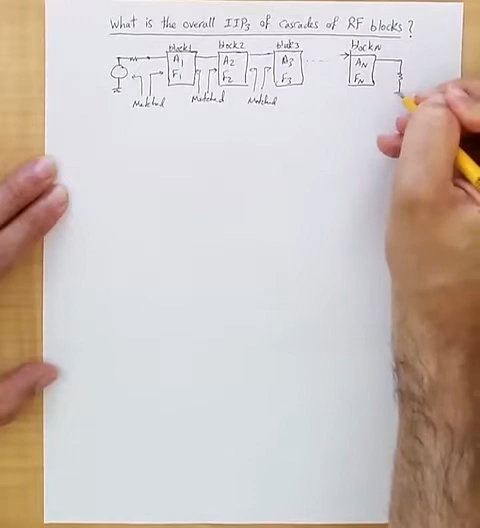 What is the overall IIP3 of cascades of RF blocks?
block1 block2 block3 blockN
A1 A2 A3 AN
F1 F2 F3 FN
Matched Matched Matched